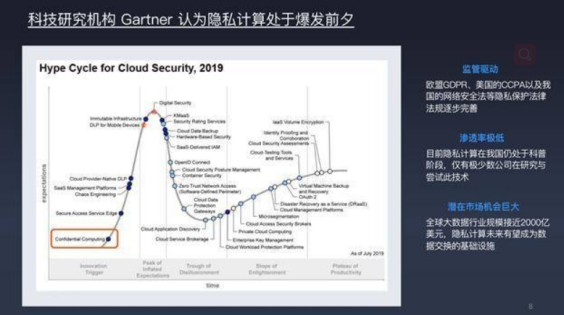 科技研究机构 Gartner 认为隐私计算处于爆发前夕
Hype Cycle for Cloud Security, 2019
Digital Security
Immutable Infrastructure
DLP for Mobile Devices
KMaaS
Security Rating Services
Cloud Data Backup
Hardware-Based Security
SaaS-Delivered IAM
OpenID Connect
Cloud Security Posture Management
Container Security
Zero Trust Network Access
(Software-Defined Perimeter)
Cloud Data
Protection
Gateways
Cloud Application Discovery
Cloud Service Brokerage
Cloud Workload Protection Platforms
Enterprise Key Management
Private Cloud Computing
Cloud Access Security Brokers
Microsegmentation
Cloud Management Platforms
Disaster Recovery as a Service (DRaaS)
OAuth 2
Virtual Machine Backup
and Recovery
Cloud-Testing Tools
and Services
Cloud Security Assessments
Identity Proofing and
Corroboration
IaaS Volume Encryption
Cloud Provider-Native DLP
SaaS Management Platforms
Chaos Engineering
Secure Access Service Edge
Confidential Computing
expectations
As of July 2019
Innovation
Trigger
Peak of
Inflated
Expectations
Trough of
Disillusionment
Slope of
Enlightenment
Plateau of
Productivity
time
监管驱动
欧盟GDPR、美国的CCPA以及我
国的网络安全法等隐私保护法律
法规逐步完善
渗透率极低
目前隐私计算在我国仍处于科普
阶段，仅有极少数公司在研究与
尝试此技术
潜在市场机会巨大
全球大数据行业规模接近2000亿
美元，隐私计算未来有望成为数
据交换的基础设施